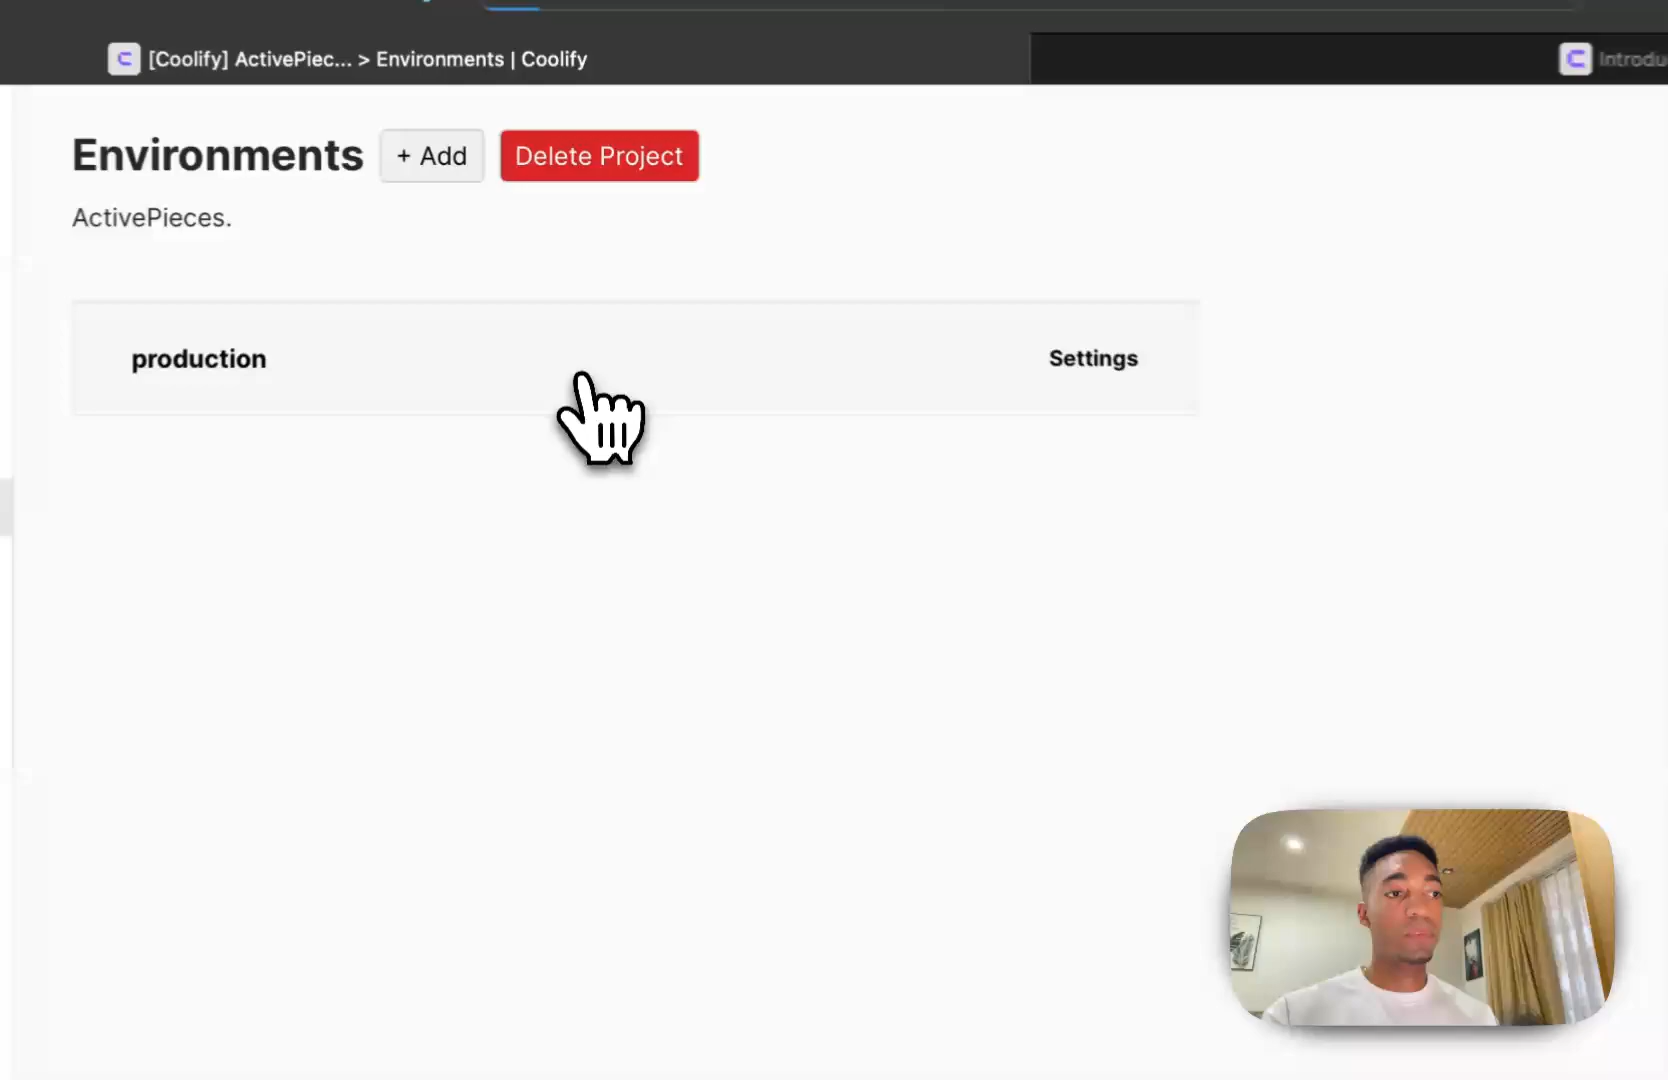 [Coolify] ActivePiec... > Environments | Coolify
Environments
+ Add
Delete Project
ActivePieces.
production
Settings